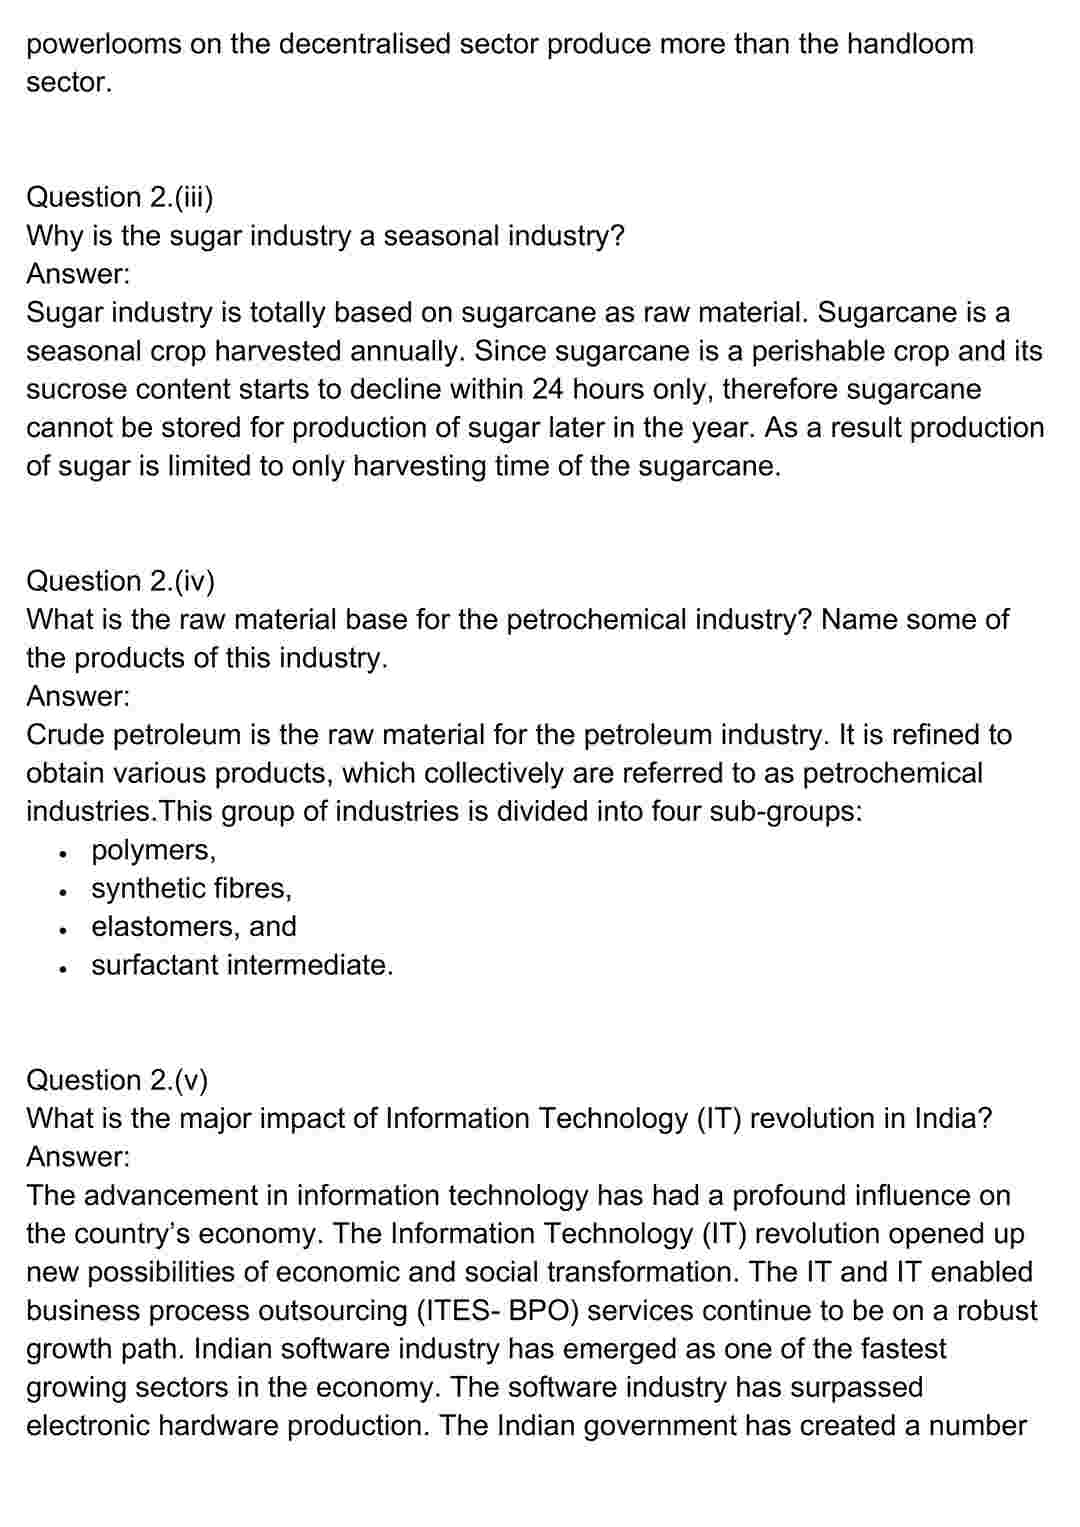 powerlooms on the decentralised sector produce more than the handloom
sector.
Question 2.(iii)
Why is the sugar industry a seasonal industry?
Answer:
Sugar industry is totally based on sugarcane as raw material. Sugarcane is a
seasonal crop harvested annually. Since sugarcane is a perishable crop and its
sucrose content starts to decline within 24 hours only, therefore sugarcane
cannot be stored for production of sugar later in the year. As a result production
of sugar is limited to only harvesting time of the sugarcane.
Question 2.(iv)
What is the raw material base for the petrochemical industry? Name some of
the products of this industry.
Answer:
Crude petroleum is the raw material for the petroleum industry. It is refined to
obtain various products, which collectively are referred to as petrochemical
industries.This group of industries is divided into four sub-groups:
• polymers,
• synthetic fibres,
• elastomers, and
• surfactant intermediate.
Question 2.(v)
What is the major impact of Information Technology (IT) revolution in India?
Answer:
The advancement in information technology has had a profound influence on
the country’s economy. The Information Technology (IT) revolution opened up
new possibilities of economic and social transformation. The IT and IT enabled
business process outsourcing (ITES- BPO) services continue to be on a robust
growth path. Indian software industry has emerged as one of the fastest
growing sectors in the economy. The software industry has surpassed
electronic hardware production. The Indian government has created a number